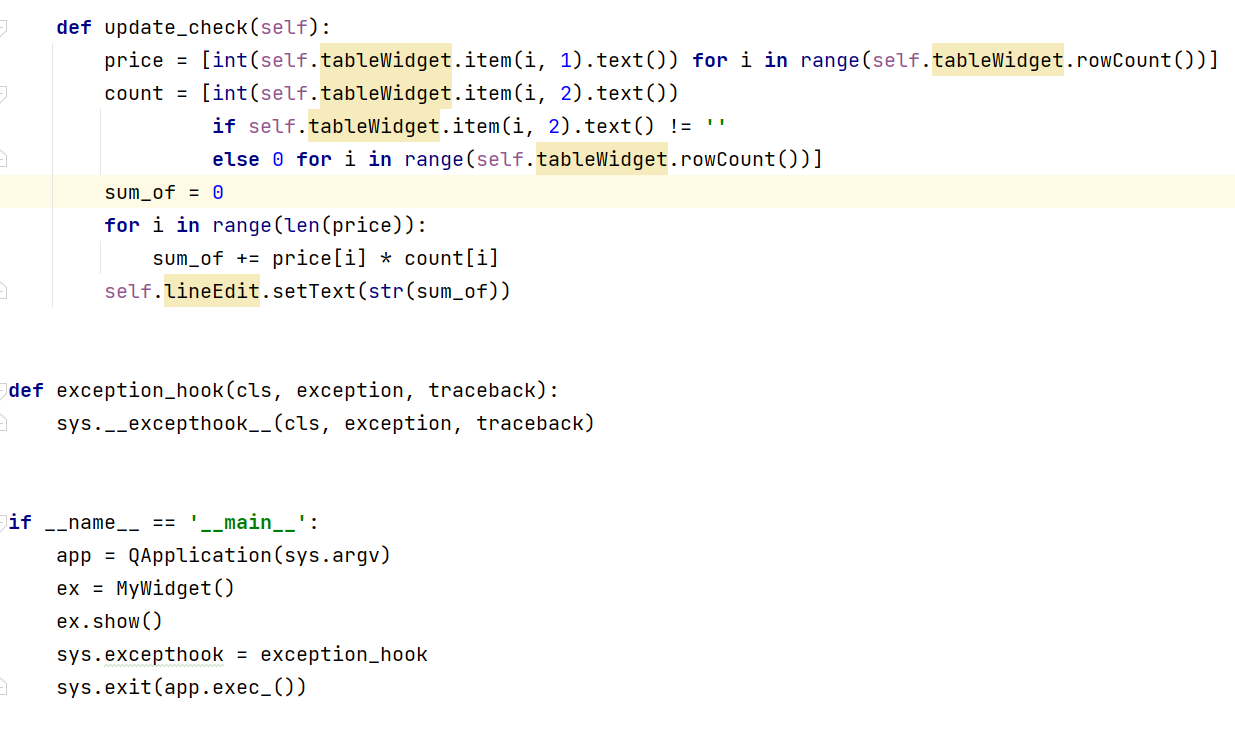 def update_check(self):
price = [int(self.tableWidget.item(i, 1).text()) for i in range(self.tableWidget.rowCount())]
count = [int(self.tableWidget.item(i, 2).text())
if self.tableWidget.item(i, 2).text() != ''
else 0 for i in range(self.tableWidget.rowCount())]
sum_of = 0
for i in range(len(price)):
sum_of += price[i] * count[i]
self.lineEdit.setText(str(sum_of))
def exception_hook(cls, exception, traceback):
sys.__excepthook__(cls, exception, traceback)
if __name__ == '__main__':
app = QApplication(sys.argv)
ex = MyWidget()
ex.show()
sys.excepthook = exception_hook
sys.exit(app.exec_())